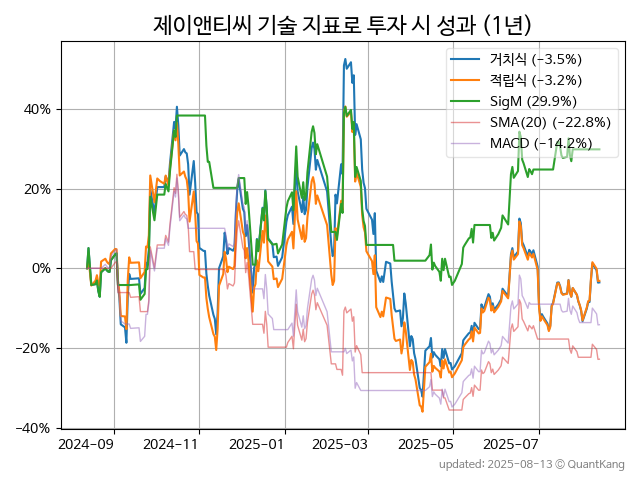 제이앤티씨 기술 지표로 투자 시 성과 (1년)
거치식 (−3.5%)
적립식 (−3.2%)
SigM (29.9%)
SMA(20) (−22.8%)
MACD (−14.2%)
40%
20%
0%
−20%
−40%
2024-09 2024-11 2025-01 2025-03 2025-05 2025-07
updated: 2025-08-13 © QuantKang